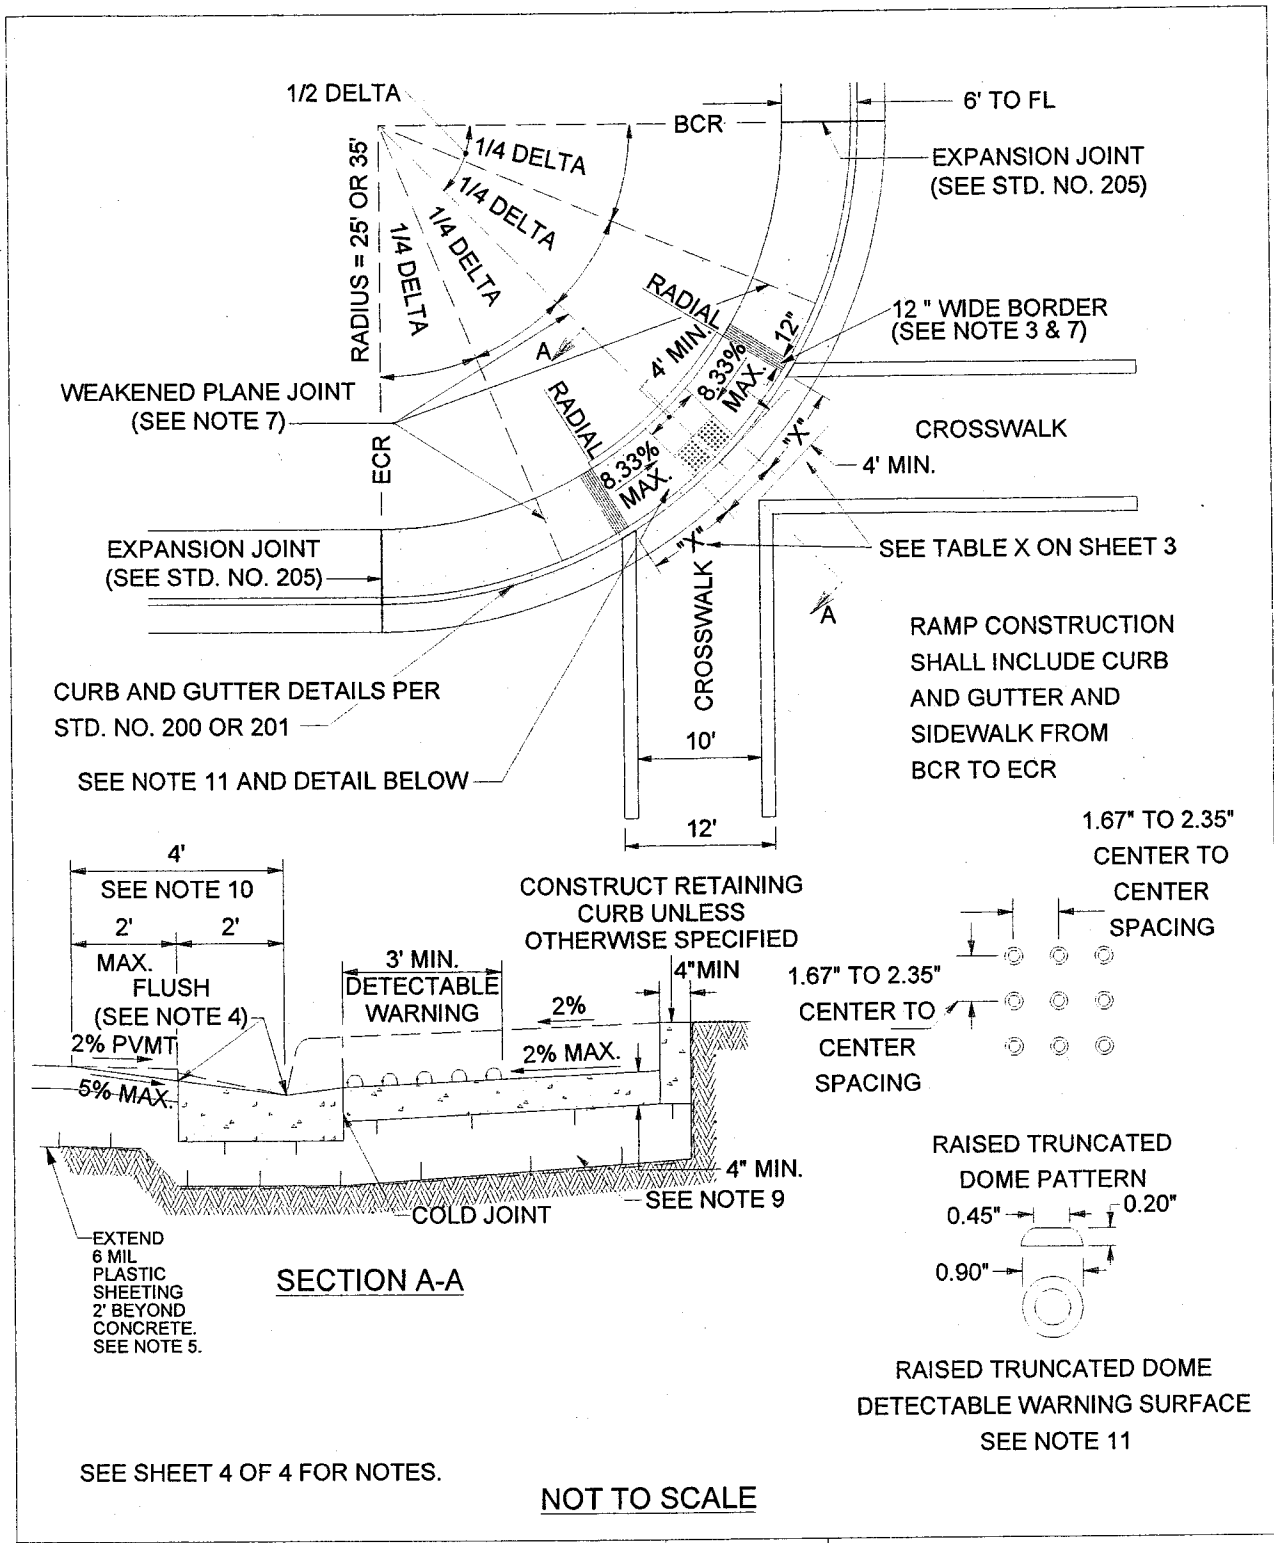 1/2 DELTA
BCR
6' TO FL
1/4 DELTA
EXPANSION JOINT
(SEE STD. NO. 205)
1/4 DELTA
1/4 DELTA
1/4 DELTA
RADIUS = 25' OR 35'
RADIAL
12"
12 " WIDE BORDER
(SEE NOTE 3 & 7)
4' MIN.
8.33%
MAX.
A
WEAKENED PLANE JOINT
(SEE NOTE 7)
RADIAL
CROSSWALK
"X"
4' MIN.
ECR
8.33%
MAX.
"X"
EXPANSION JOINT
(SEE STD. NO. 205)
SEE TABLE X ON SHEET 3
CROSSWALK
A
RAMP CONSTRUCTION
SHALL INCLUDE CURB
AND GUTTER AND
SIDEWALK FROM
BCR TO ECR
CURB AND GUTTER DETAILS PER
STD. NO. 200 OR 201
10'
SEE NOTE 11 AND DETAIL BELOW
12'
1.67" TO 2.35"
CENTER TO
CENTER
SPACING
4'
SEE NOTE 10
2'
2'
MAX.
FLUSH
(SEE NOTE 4)
CONSTRUCT RETAINING
CURB UNLESS
OTHERWISE SPECIFIED
3' MIN.
DETECTABLE
WARNING
4"MIN
1.67" TO 2.35"
CENTER TO
CENTER
SPACING
2%
2% PVMT
2% MAX.
5% MAX.
4" MIN.
SEE NOTE 9
COLD JOINT
EXTEND
6 MIL
PLASTIC
SHEETING
2' BEYOND
CONCRETE.
SEE NOTE 5.
SECTION A-A
RAISED TRUNCATED
DOME PATTERN
0.45"
0.20"
0.90"
RAISED TRUNCATED DOME
DETECTABLE WARNING SURFACE
SEE NOTE 11
SEE SHEET 4 OF 4 FOR NOTES.
NOT TO SCALE